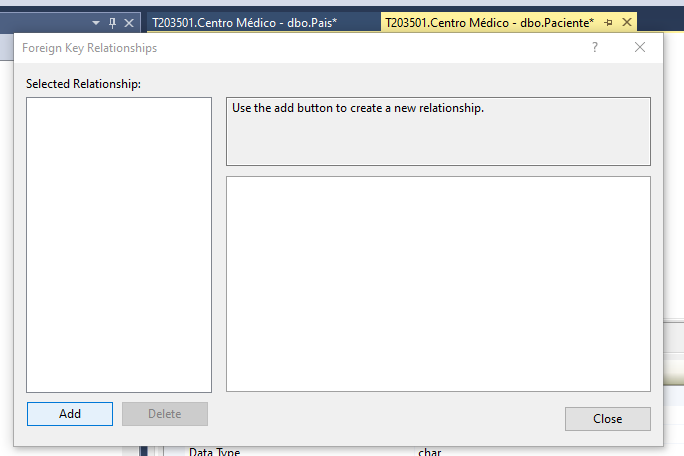 T203501.Centro Médico - dbo.Pais*
T203501.Centro Médico - dbo.Paciente*
Foreign Key Relationships
?
Selected Relationship:
Use the add button to create a new relationship.
Add
Delete
Close
Data Type
char